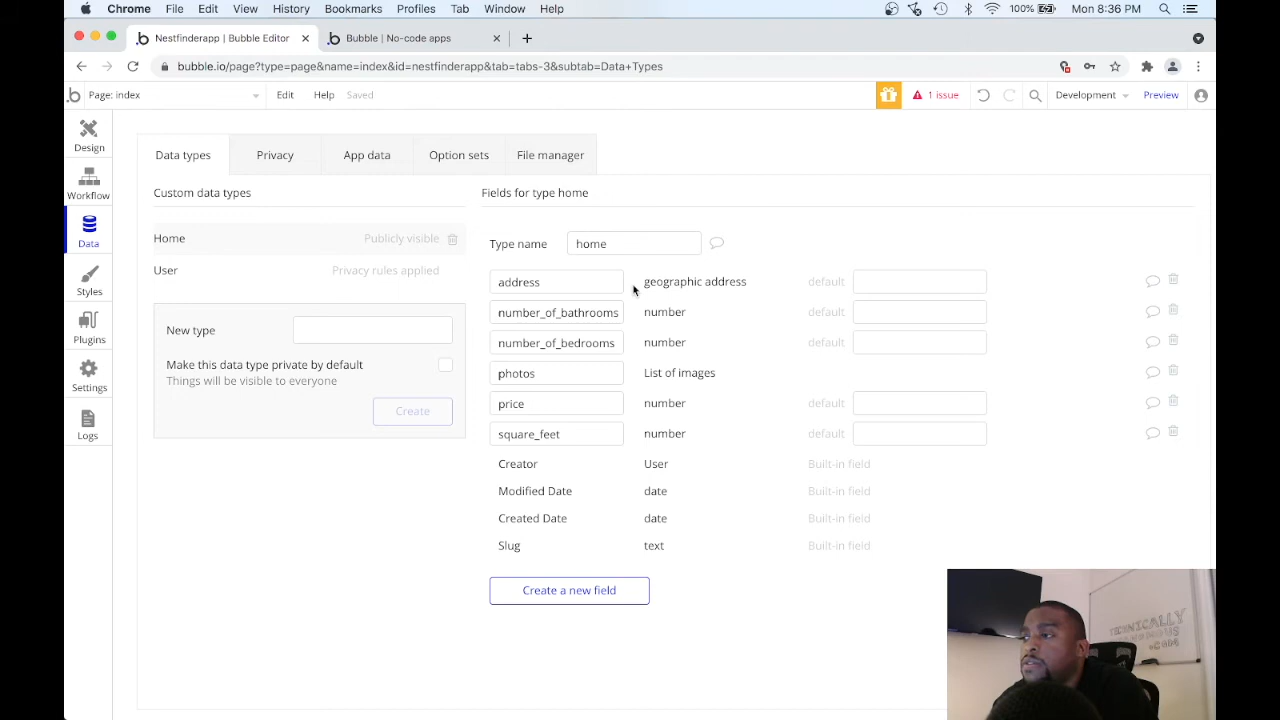 Chrome File Edit View History Bookmarks Profiles Tab Window Help 100% Mon 8:36 PM
Nestfinderapp | Bubble Editor Bubble | No-code apps
bubble.io/page?type=page&name=index&id=nestfinderapp&tab=tabs-3&subtab=Data+Types
Page: index Edit Help Saved 1 issue Development Preview
Design
Workflow
Data
Styles
Plugins
Settings
Logs
Data types Privacy App data Option sets File manager
Custom data types
Home Publicly visible
User Privacy rules applied
New type
Make this data type private by default
Things will be visible to everyone
Create
Fields for type home
Type name home
address geographic address default
number_of_bathrooms number default
number_of_bedrooms number default
photos List of images
price number default
square_feet number default
Creator User Built-in field
Modified Date date Built-in field
Created Date date Built-in field
Slug text Built-in field
Create a new field
TECHNICALLY
.COM